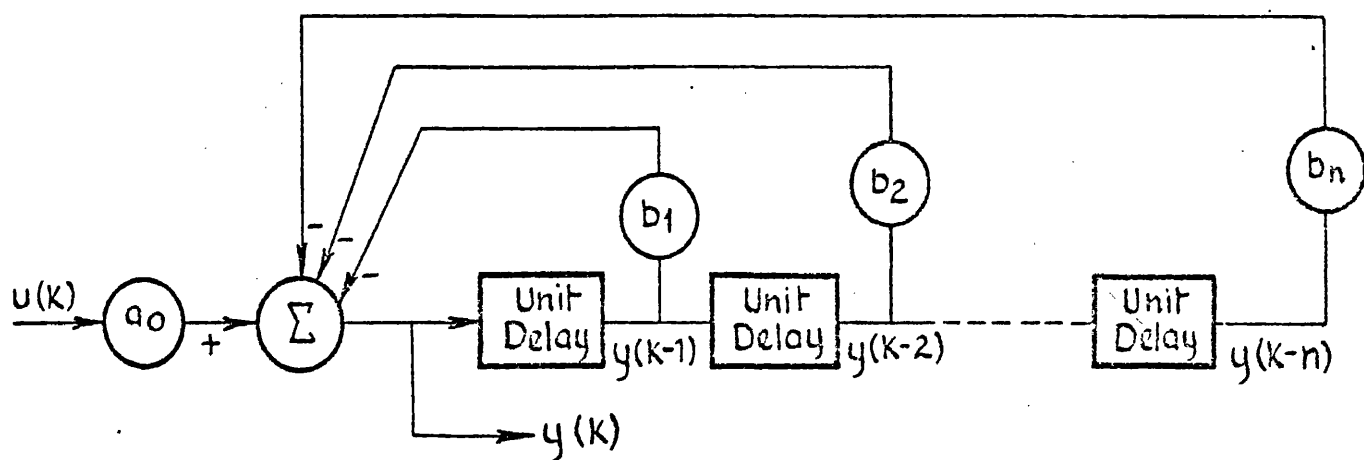 b1
b2
bn
-
-
-
u(K)
a0
+
Σ
Unit
Delay
y(K-1)
Unit
Delay
y(K-2)
Unit
Delay
y(K-n)
y(K)